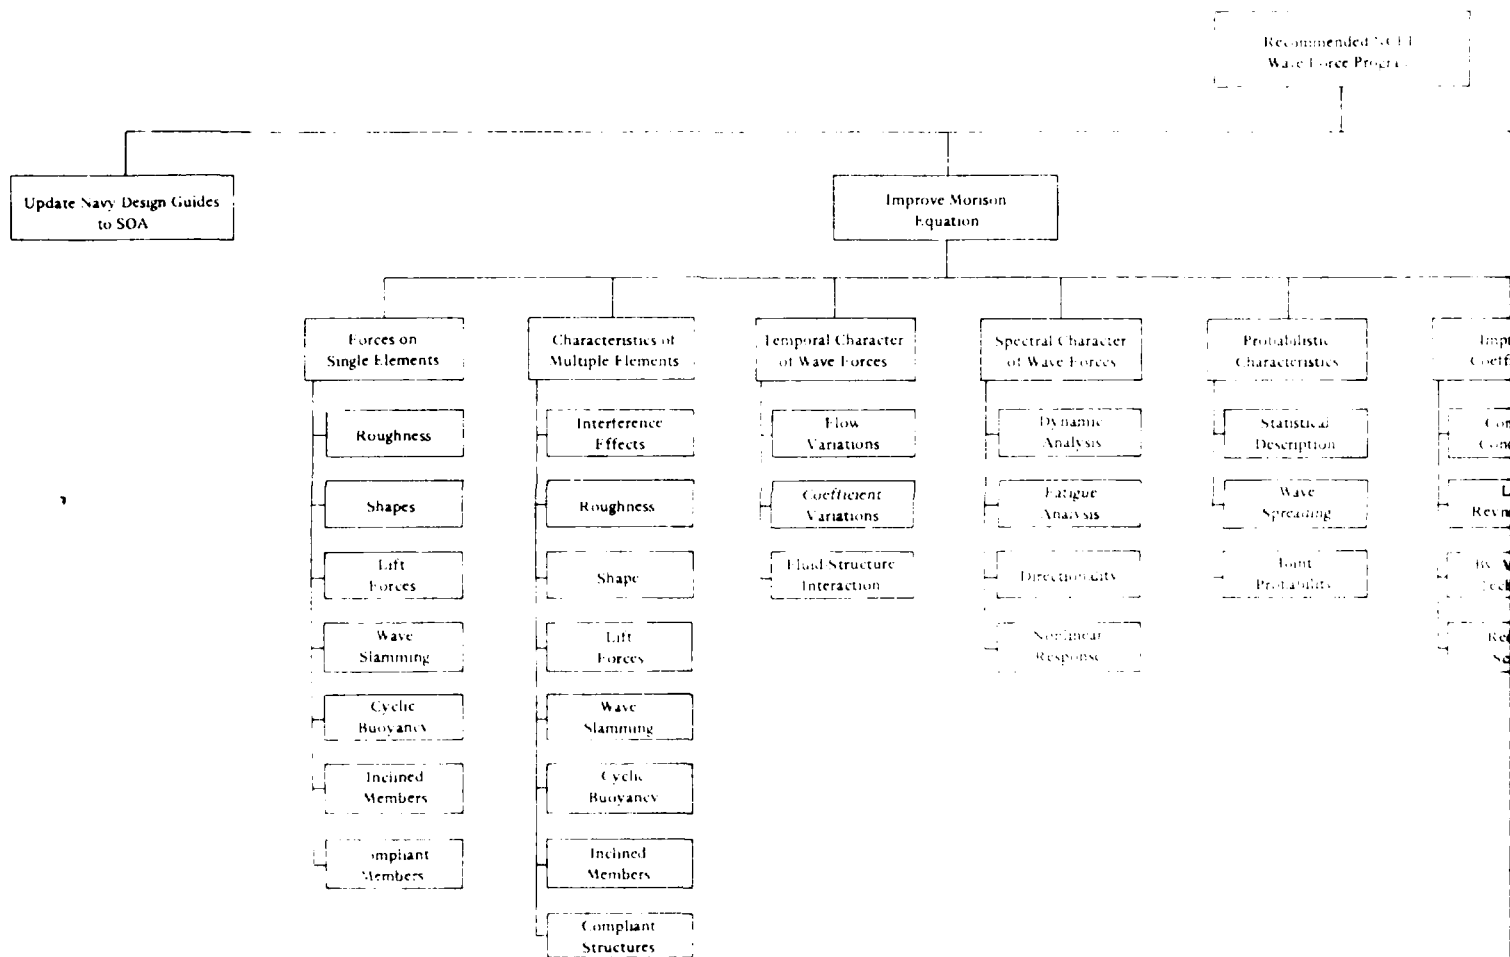 Recommended
Wave Force
Update Navy Design Guides
to SOA
Improve Morison
Equation
Forces on
Single Elements
Roughness
Shapes
Lift
Forces
Wave
Slamming
Cyclic
Buoyancy
Inclined
Members
Members
Characteristics of
Multiple Elements
Interference
Effects
Roughness
Shape
Lift
Forces
Wave
Slamming
Cyclic
Buoyancy
Inclined
Members
Compliant
Structures
Temporal Character
of Wave Forces
Flow
Variations
Coefficient
Variations
Fluid Structure
Interaction
Spectral Character
of Wave Forces
Dynamic
Analysis
Fatigue
Analysis
Directionality
Nonlinear
Response
Probabilistic
Characteristics
Statistical
Description
Wave
Spreading
Joint
Probability